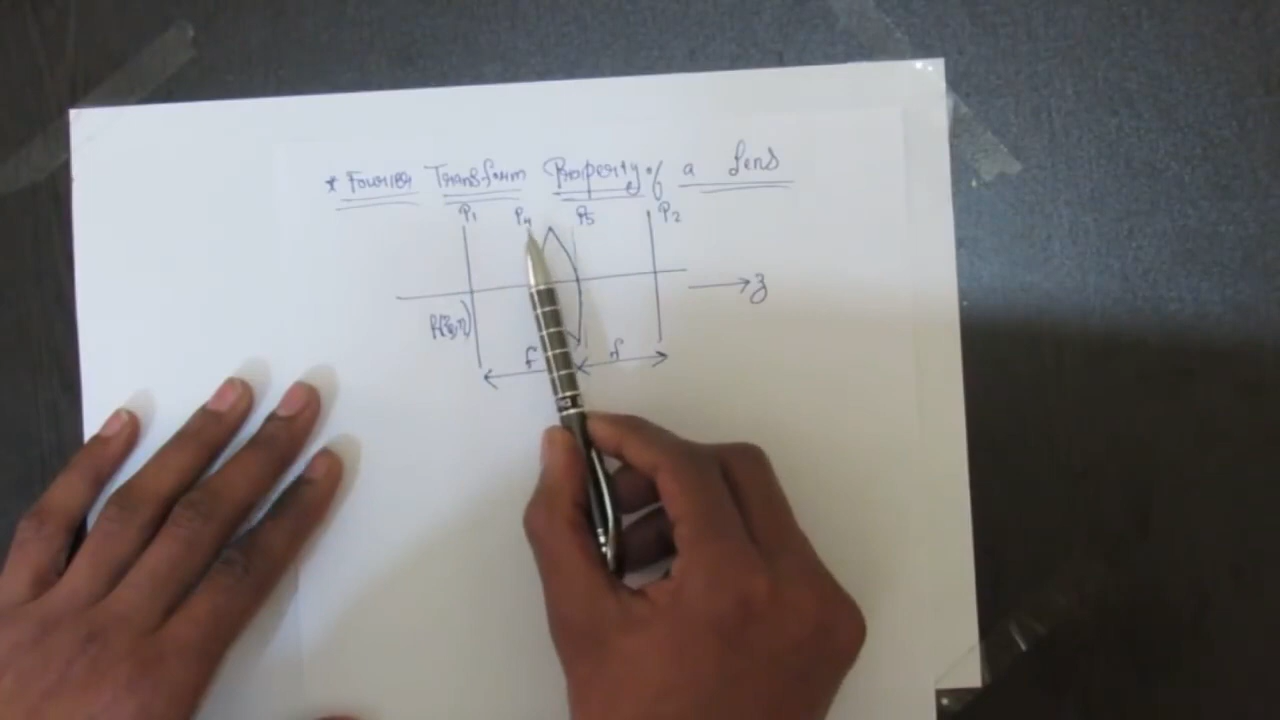 * Fourier Transform Property of a Lens
P1 P4 P5 P2
P(ξ,η) z
f f